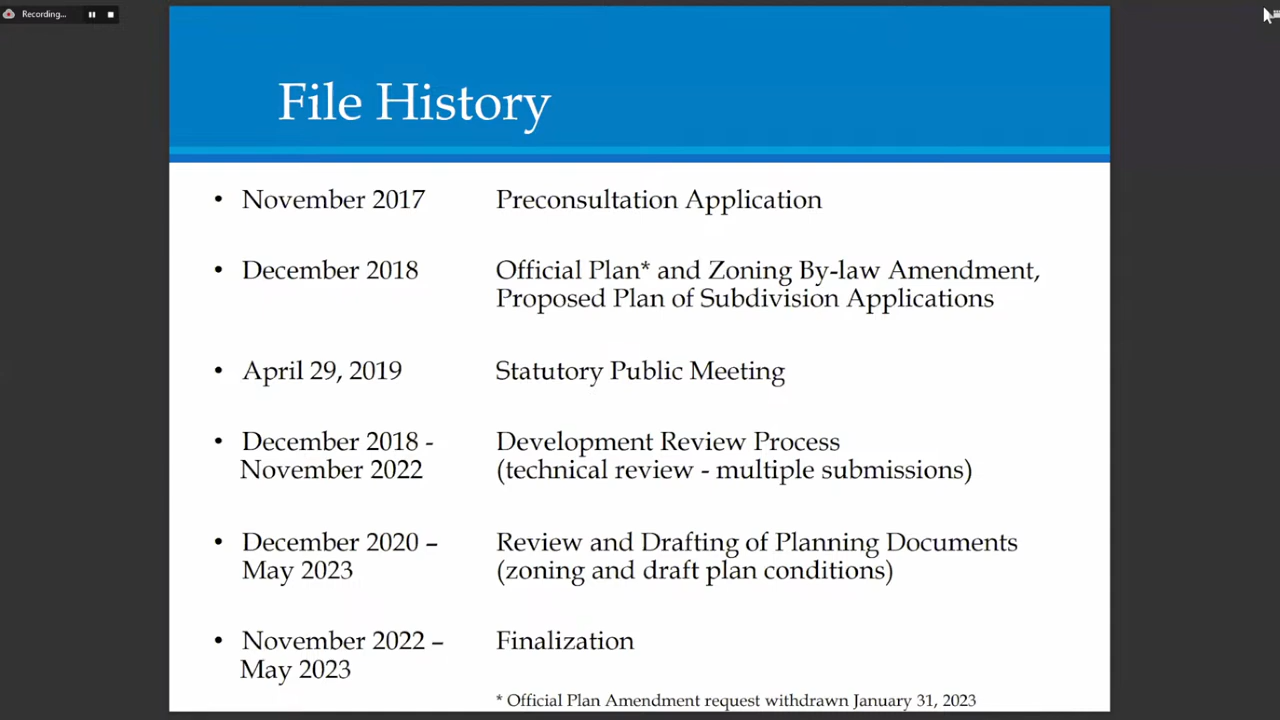 Recording...
File History
• November 2017 Preconsultation Application
• December 2018 Official Plan* and Zoning By-law Amendment,
Proposed Plan of Subdivision Applications
• April 29, 2019 Statutory Public Meeting
• December 2018 - Development Review Process
November 2022 (technical review - multiple submissions)
• December 2020 – Review and Drafting of Planning Documents
May 2023 (zoning and draft plan conditions)
• November 2022 – Finalization
May 2023
* Official Plan Amendment request withdrawn January 31, 2023